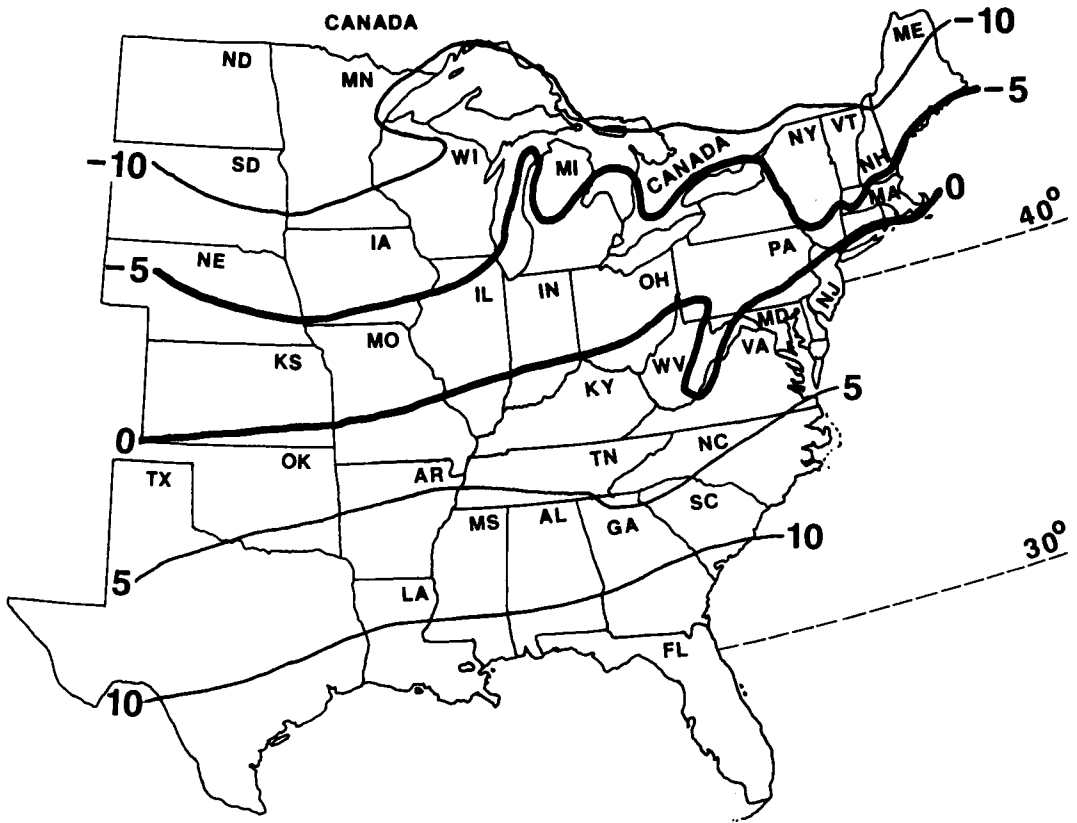 CANADA
-10
ME
ND
MN
-5
NY
VT
-10
SD
WI
MI
CANADA
NH
MA
0
40°
-5
NE
IA
PA
IL
IN
OH
NJ
MD
MO
VA
KS
WV
KY
5
0
NC
OK
TN
TX
AR
SC
MS
AL
GA
10
30°
5
LA
FL
10